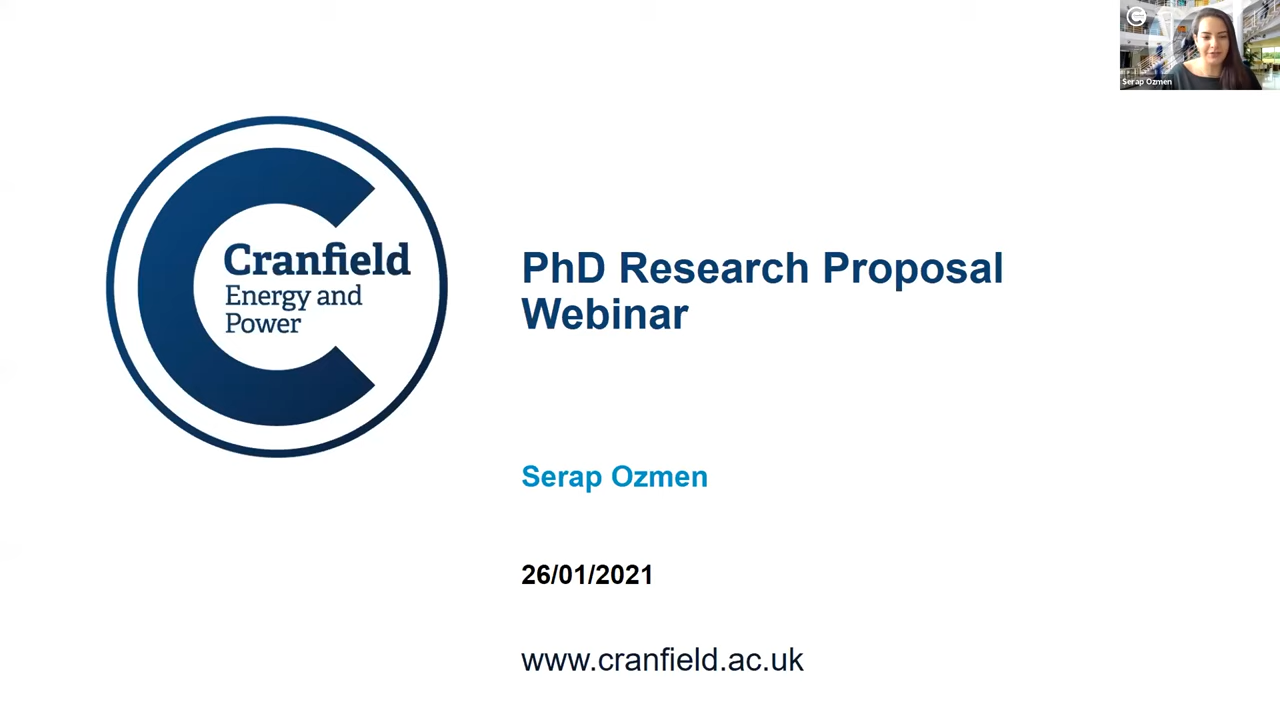 Serap Ozmen
Cranfield
Energy and
Power
PhD Research Proposal
Webinar
Serap Ozmen
26/01/2021
www.cranfield.ac.uk